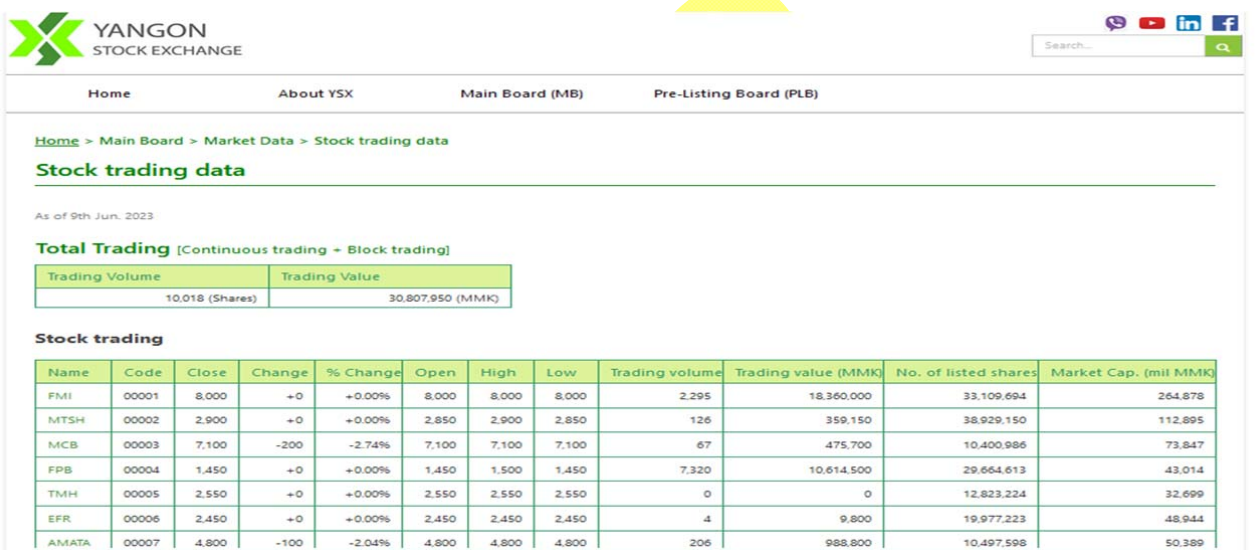 YANGON
STOCK EXCHANGE
Search...
Home About YSX Main Board (MB) Pre-Listing Board (PLB)
Home > Main Board > Market Data > Stock trading data
Stock trading data
As of 9th Jun. 2023
Total Trading [Continuous trading + Block trading]
Trading Volume Trading Value
10,018 (Shares) 30,807,950 (MMK)
Stock trading
Name Code Close Change % Change Open High Low Trading volume Trading value (MMK) No. of listed shares Market Cap. (mil MMK)
FMI 00001 8,000 +0 +0.00% 8,000 8,000 8,000 2,295 18,360,000 33,109,694 264,878
MTSH 00002 2,900 +0 +0.00% 2,850 2,900 2,850 126 359,150 38,929,150 112,895
MCB 00003 7,100 -200 -2.74% 7,100 7,100 7,100 67 475,700 10,400,986 73,847
FPB 00004 1,450 +0 +0.00% 1,450 1,500 1,450 7,320 10,614,500 29,664,613 43,014
TMH 00005 2,550 +0 +0.00% 2,550 2,550 2,550 0 0 12,823,224 32,699
EFR 00006 2,450 +0 +0.00% 2,450 2,450 2,450 4 9,800 19,977,223 48,944
AMATA 00007 4,800 -100 -2.04% 4,800 4,800 4,800 206 988,800 10,497,598 50,389